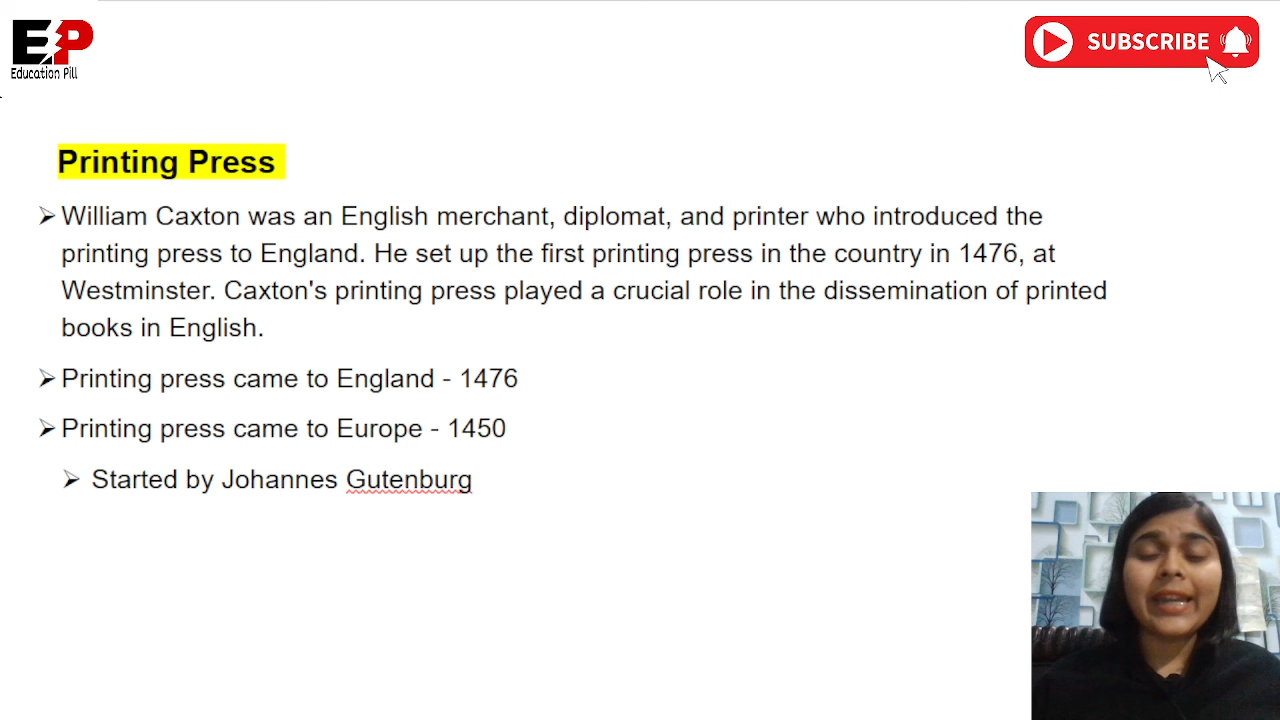 EP
Education Pill
SUBSCRIBE
Printing Press
➢ William Caxton was an English merchant, diplomat, and printer who introduced the
printing press to England. He set up the first printing press in the country in 1476, at
Westminster. Caxton's printing press played a crucial role in the dissemination of printed
books in English.
➢ Printing press came to England - 1476
➢ Printing press came to Europe - 1450
➢ Started by Johannes Gutenburg